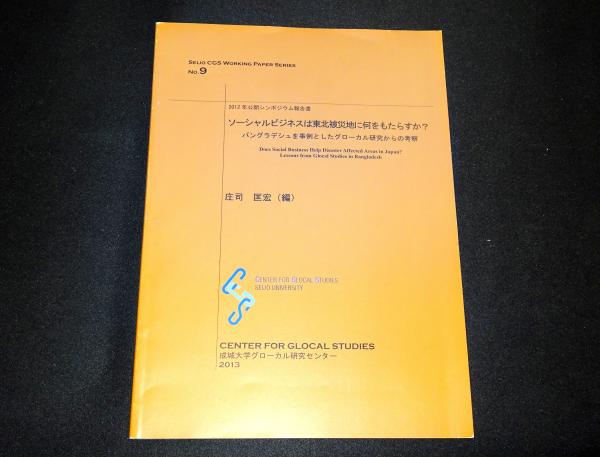 SEIJO CGS WORKING PAPER SERIES
No.9
2012年公開シンポジウム報告書
ソーシャルビジネスは東北被災地に何をもたらすか？
バングラデシュを事例としたグローカル研究からの考察
Does Social Business Help Disaster Affected Areas in Japan?
Lessons from Glocal Studies in Bangladesh
庄司 匡宏（編）
CGS
CENTER FOR GLOCAL STUDIES
SEIJO UNIVERSITY
CENTER FOR GLOCAL STUDIES
成城大学グローカル研究センター
2013